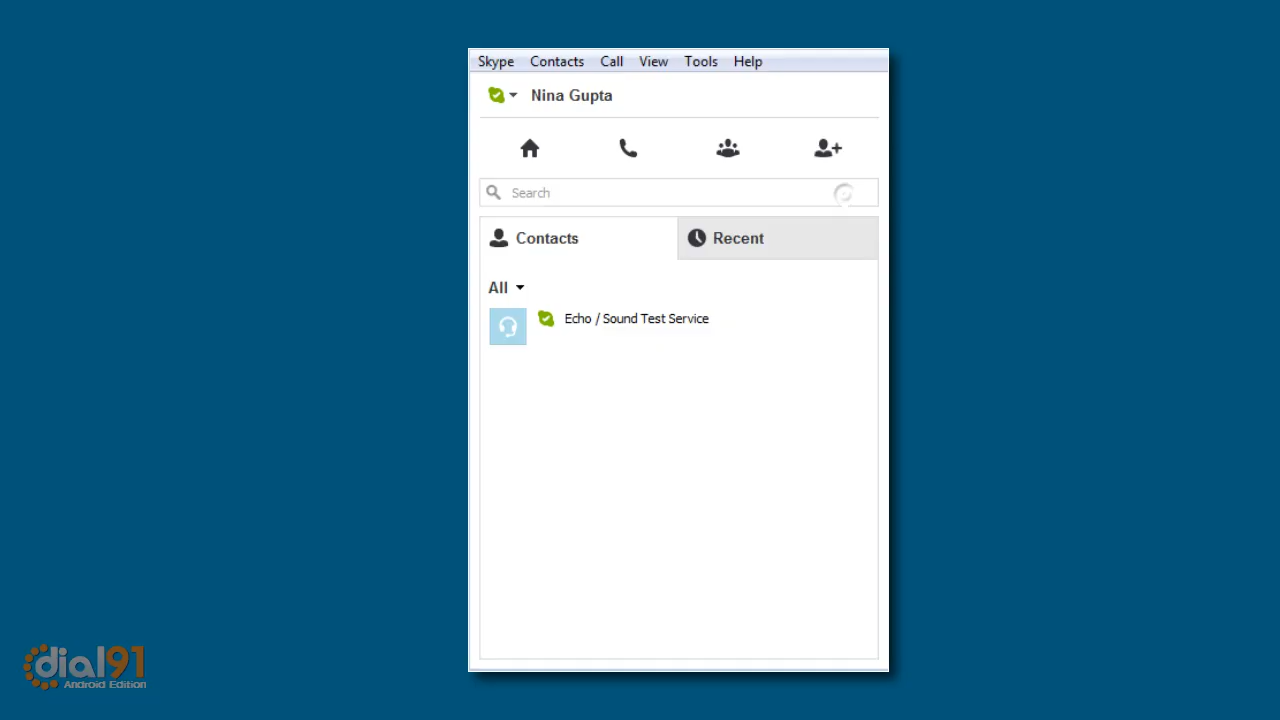 Skype Contacts Call View Tools Help
Nina Gupta
Search
Contacts Recent
All
Echo / Sound Test Service
dial91
Android Edition